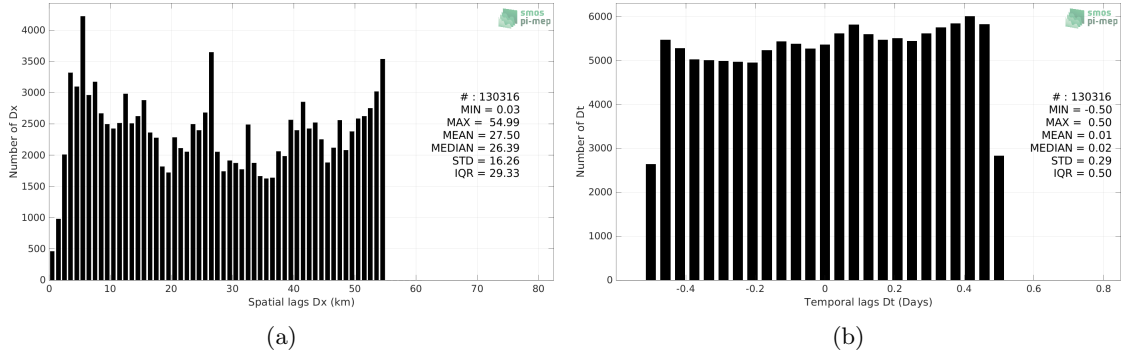 4000
3500
3000
2500
2000
1500
1000
500
0
Number of Dx
smos
pi-mep
# : 130316
MIN = 0.03
MAX = 54.99
MEAN = 27.50
MEDIAN = 26.39
STD = 16.26
IQR = 29.33
0 10 20 30 40 50 60 70 80
Spatial lags Dx (km)
(a)
6000
5000
4000
3000
2000
1000
0
Number of Dt
smos
pi-mep
# : 130316
MIN = -0.50
MAX = 0.50
MEAN = 0.01
MEDIAN = 0.02
STD = 0.29
IQR = 0.50
-0.4 -0.2 0 0.2 0.4 0.6 0.8
Temporal lags Dt (Days)
(b)